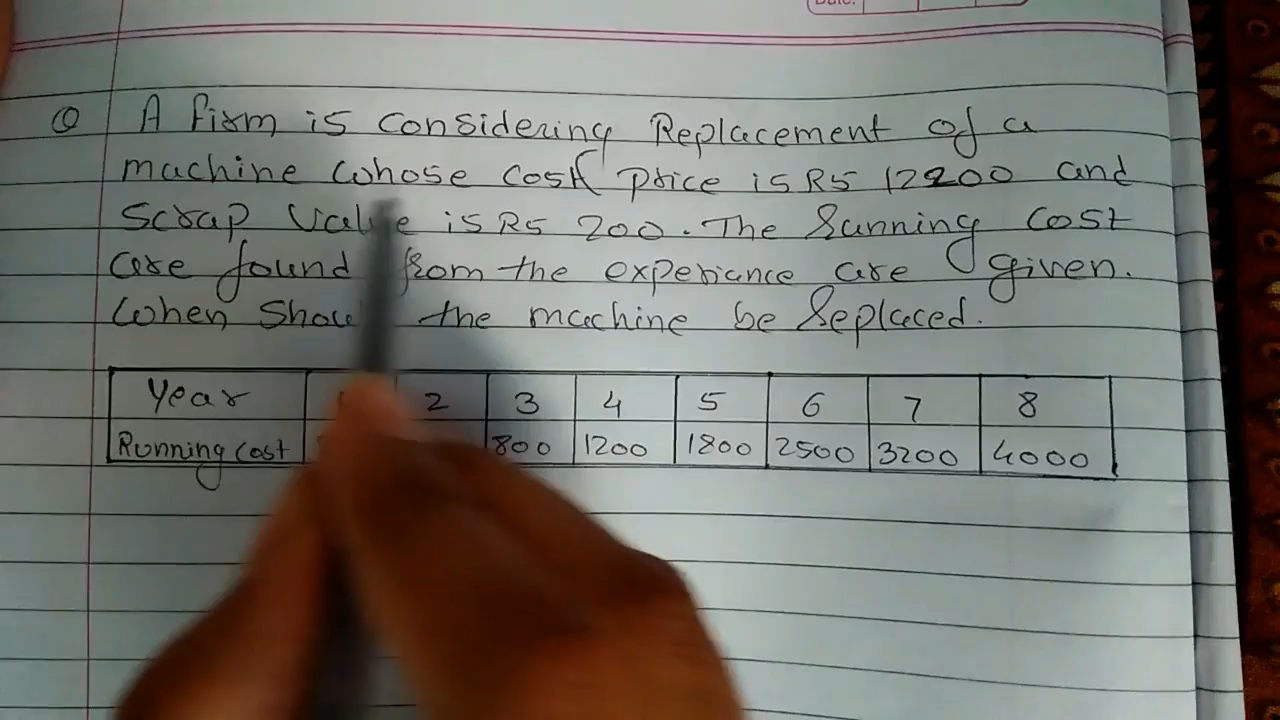 Date:
Q A firm is considering Replacement of a
machine whose cost price is RS 12200 and
scrap value is RS 200. The Running cost
are found from the experiance are given.
when the machine be Replaced.
Year 2 3 4 5 6 7 8
Running cost 800 1200 1800 2500 3200 4000